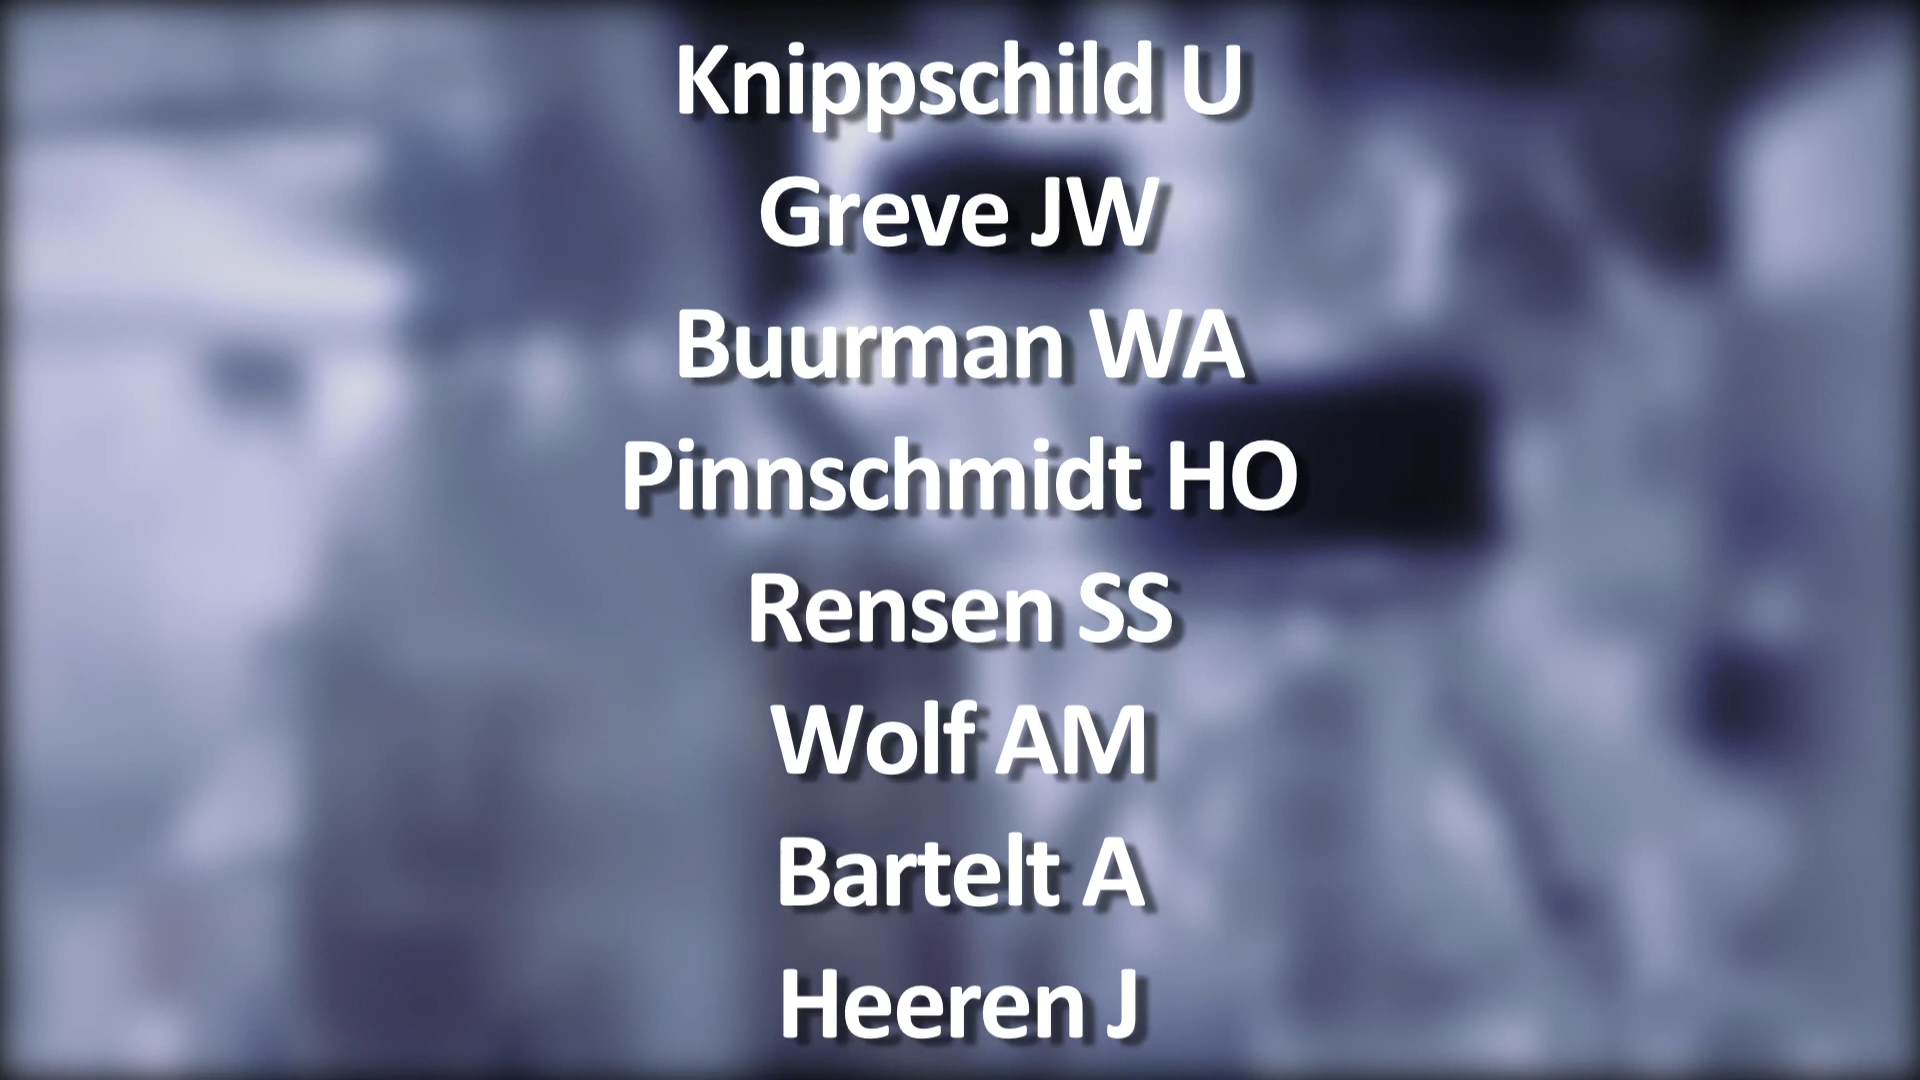 Knippschild U
Greve JW
Buurman WA
Pinnschmidt HO
Rensen SS
Wolf AM
Bartelt A
Heeren J